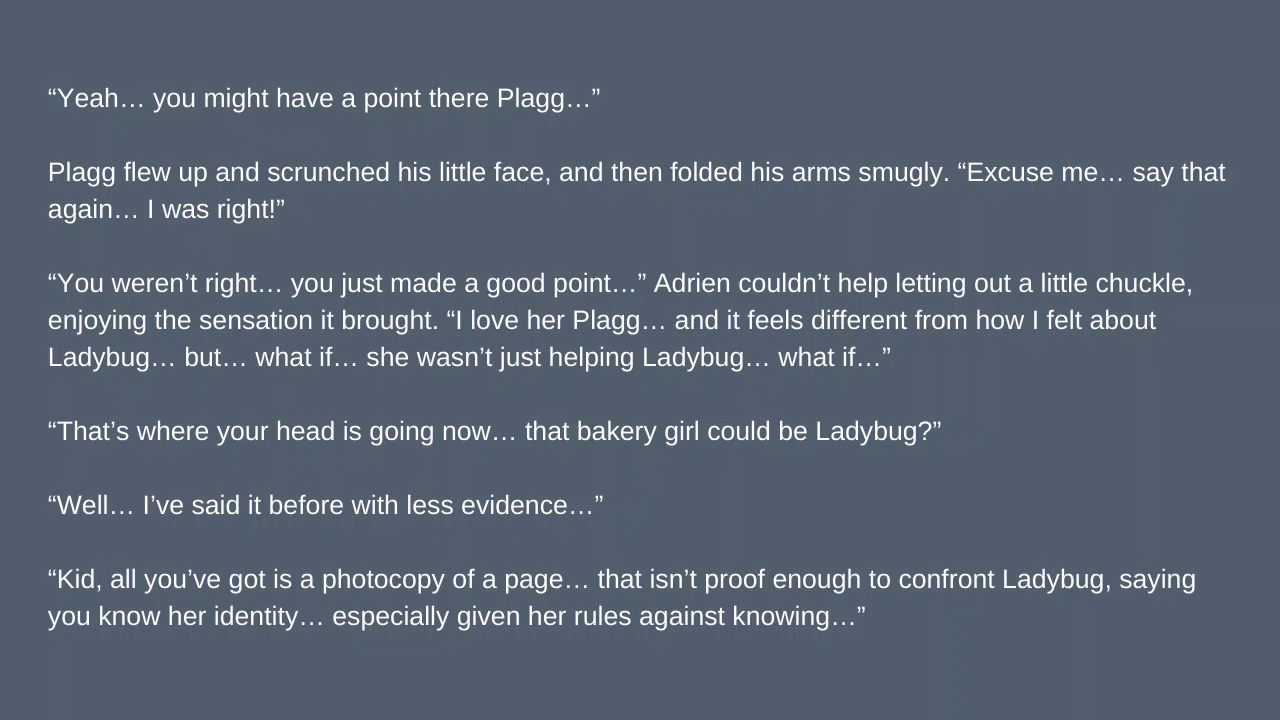 “Yeah… you might have a point there Plagg…”
Plagg flew up and scrunched his little face, and then folded his arms smugly. “Excuse me… say that
again… I was right!”
“You weren’t right… you just made a good point…” Adrien couldn’t help letting out a little chuckle,
enjoying the sensation it brought. “I love her Plagg… and it feels different from how I felt about
Ladybug… but… what if… she wasn’t just helping Ladybug… what if…”
“That’s where your head is going now… that bakery girl could be Ladybug?”
“Well… I’ve said it before with less evidence…”
“Kid, all you’ve got is a photocopy of a page… that isn’t proof enough to confront Ladybug, saying
you know her identity… especially given her rules against knowing…”